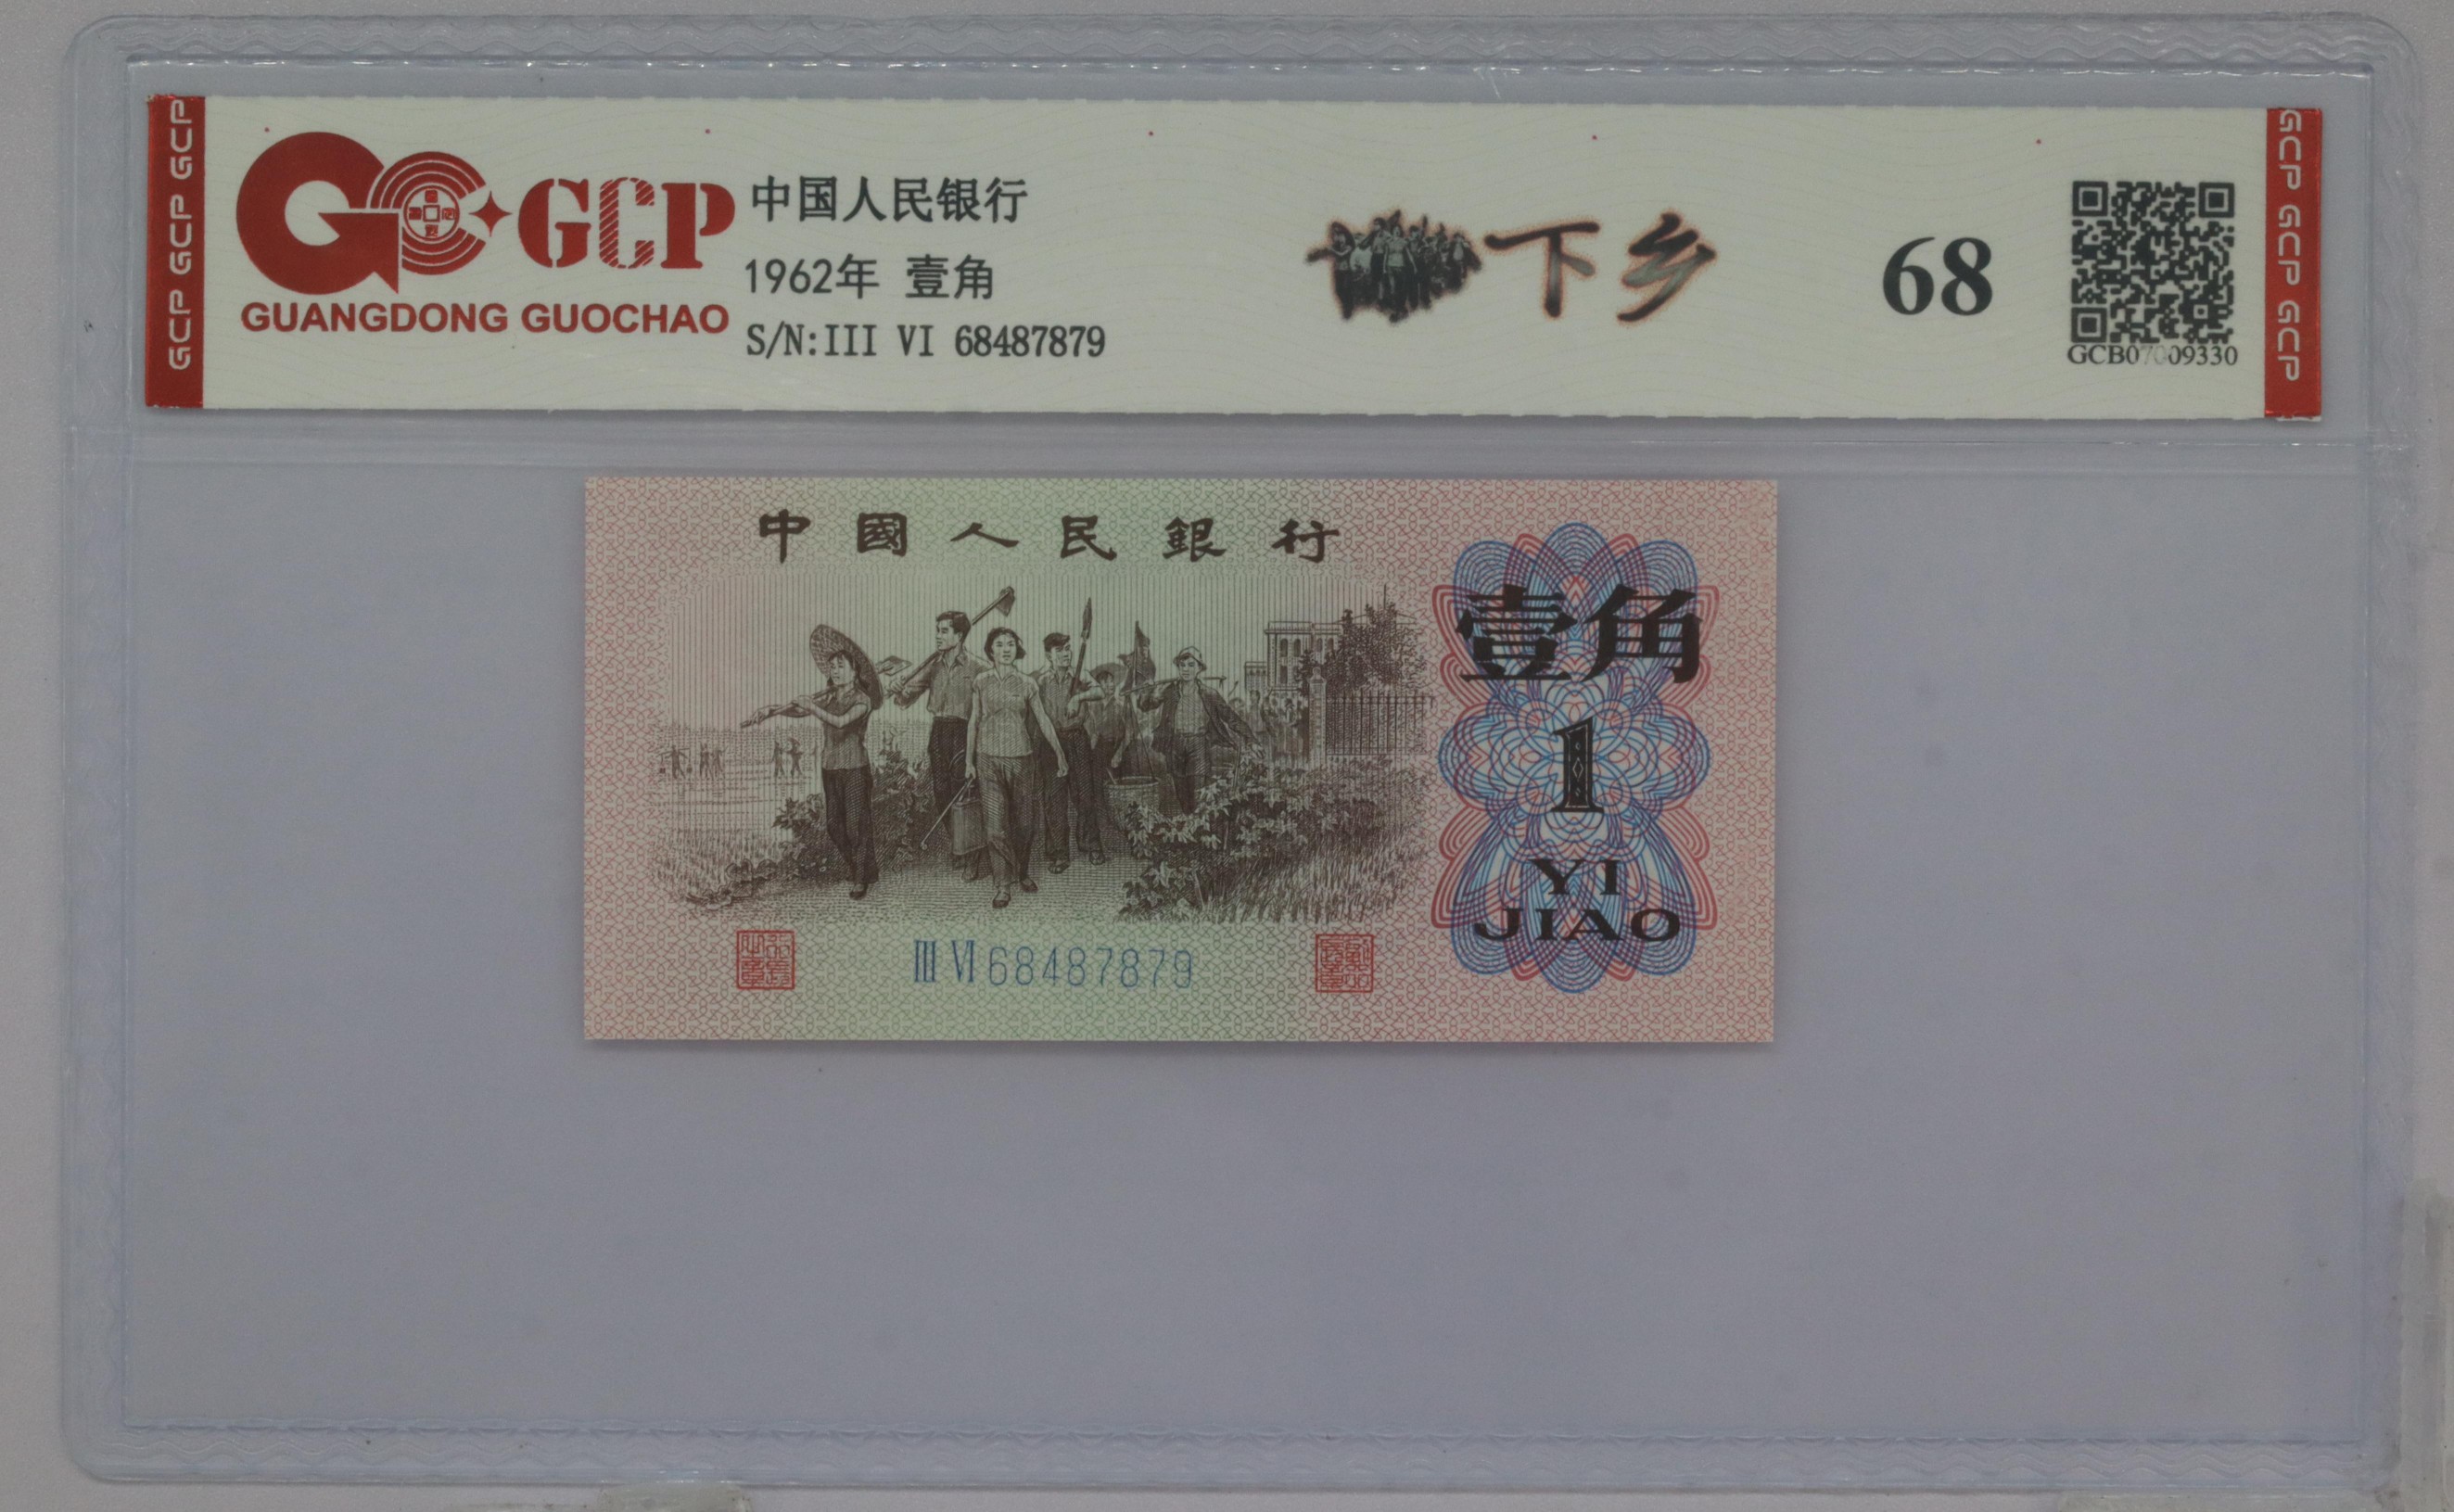 GCP GCP GCP
GCP
GUANGDONG GUOCHAO
中国人民银行
1962年 壹角
S/N:III VI 68487879
下乡
68
GCB07009330
GCP GCP GCP
中國人民銀行
壹角
1
YI
JIAO
III VI 68487879